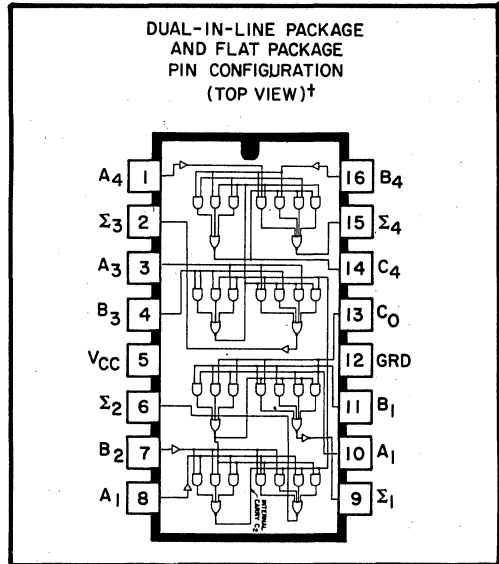 DUAL-IN-LINE PACKAGE
AND FLAT PACKAGE
PIN CONFIGURATION
(TOP VIEW)†
A4 1
16 B4
Σ3 2
15 Σ4
A3 3
14 C4
B3 4
13 C0
VCC 5
12 GRD
Σ2 6
11 B1
B2 7
10 A1
A1 8
9 Σ1
INTERNAL
CARRY C2